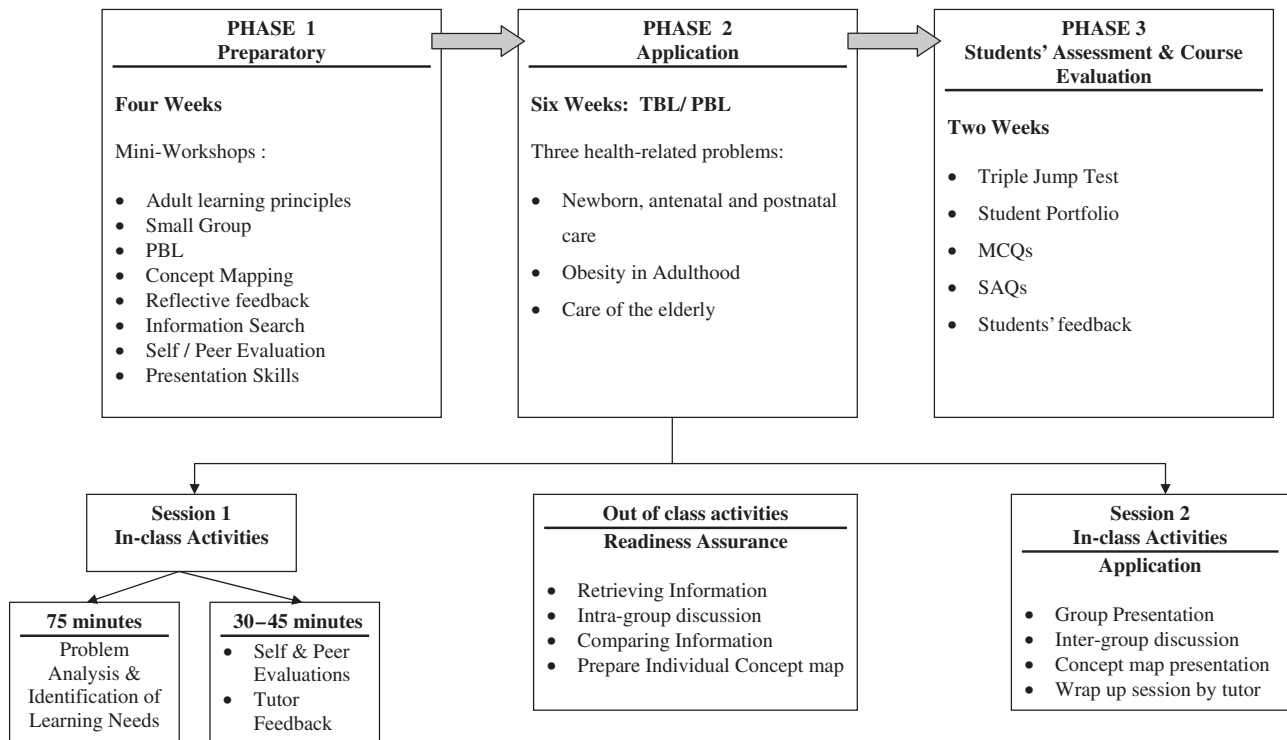 PHASE 1
Preparatory
Four Weeks
Mini-Workshops :
• Adult learning principles
• Small Group
• PBL
• Concept Mapping
• Reflective feedback
• Information Search
• Self / Peer Evaluation
• Presentation Skills
PHASE 2
Application
Six Weeks: TBL/ PBL
Three health-related problems:
• Newborn, antenatal and postnatal
care
• Obesity in Adulthood
• Care of the elderly
PHASE 3
Students’ Assessment & Course
Evaluation
Two Weeks
• Triple Jump Test
• Student Portfolio
• MCQs
• SAQs
• Students’ feedback
Session 1
In-class Activities
75 minutes
Problem
Analysis &
Identification of
Learning Needs
30–45 minutes
• Self & Peer
Evaluations
• Tutor
Feedback
Out of class activities
Readiness Assurance
• Retrieving Information
• Intra-group discussion
• Comparing Information
• Prepare Individual Concept map
Session 2
In-class Activities
Application
• Group Presentation
• Inter-group discussion
• Concept map presentation
• Wrap up session by tutor